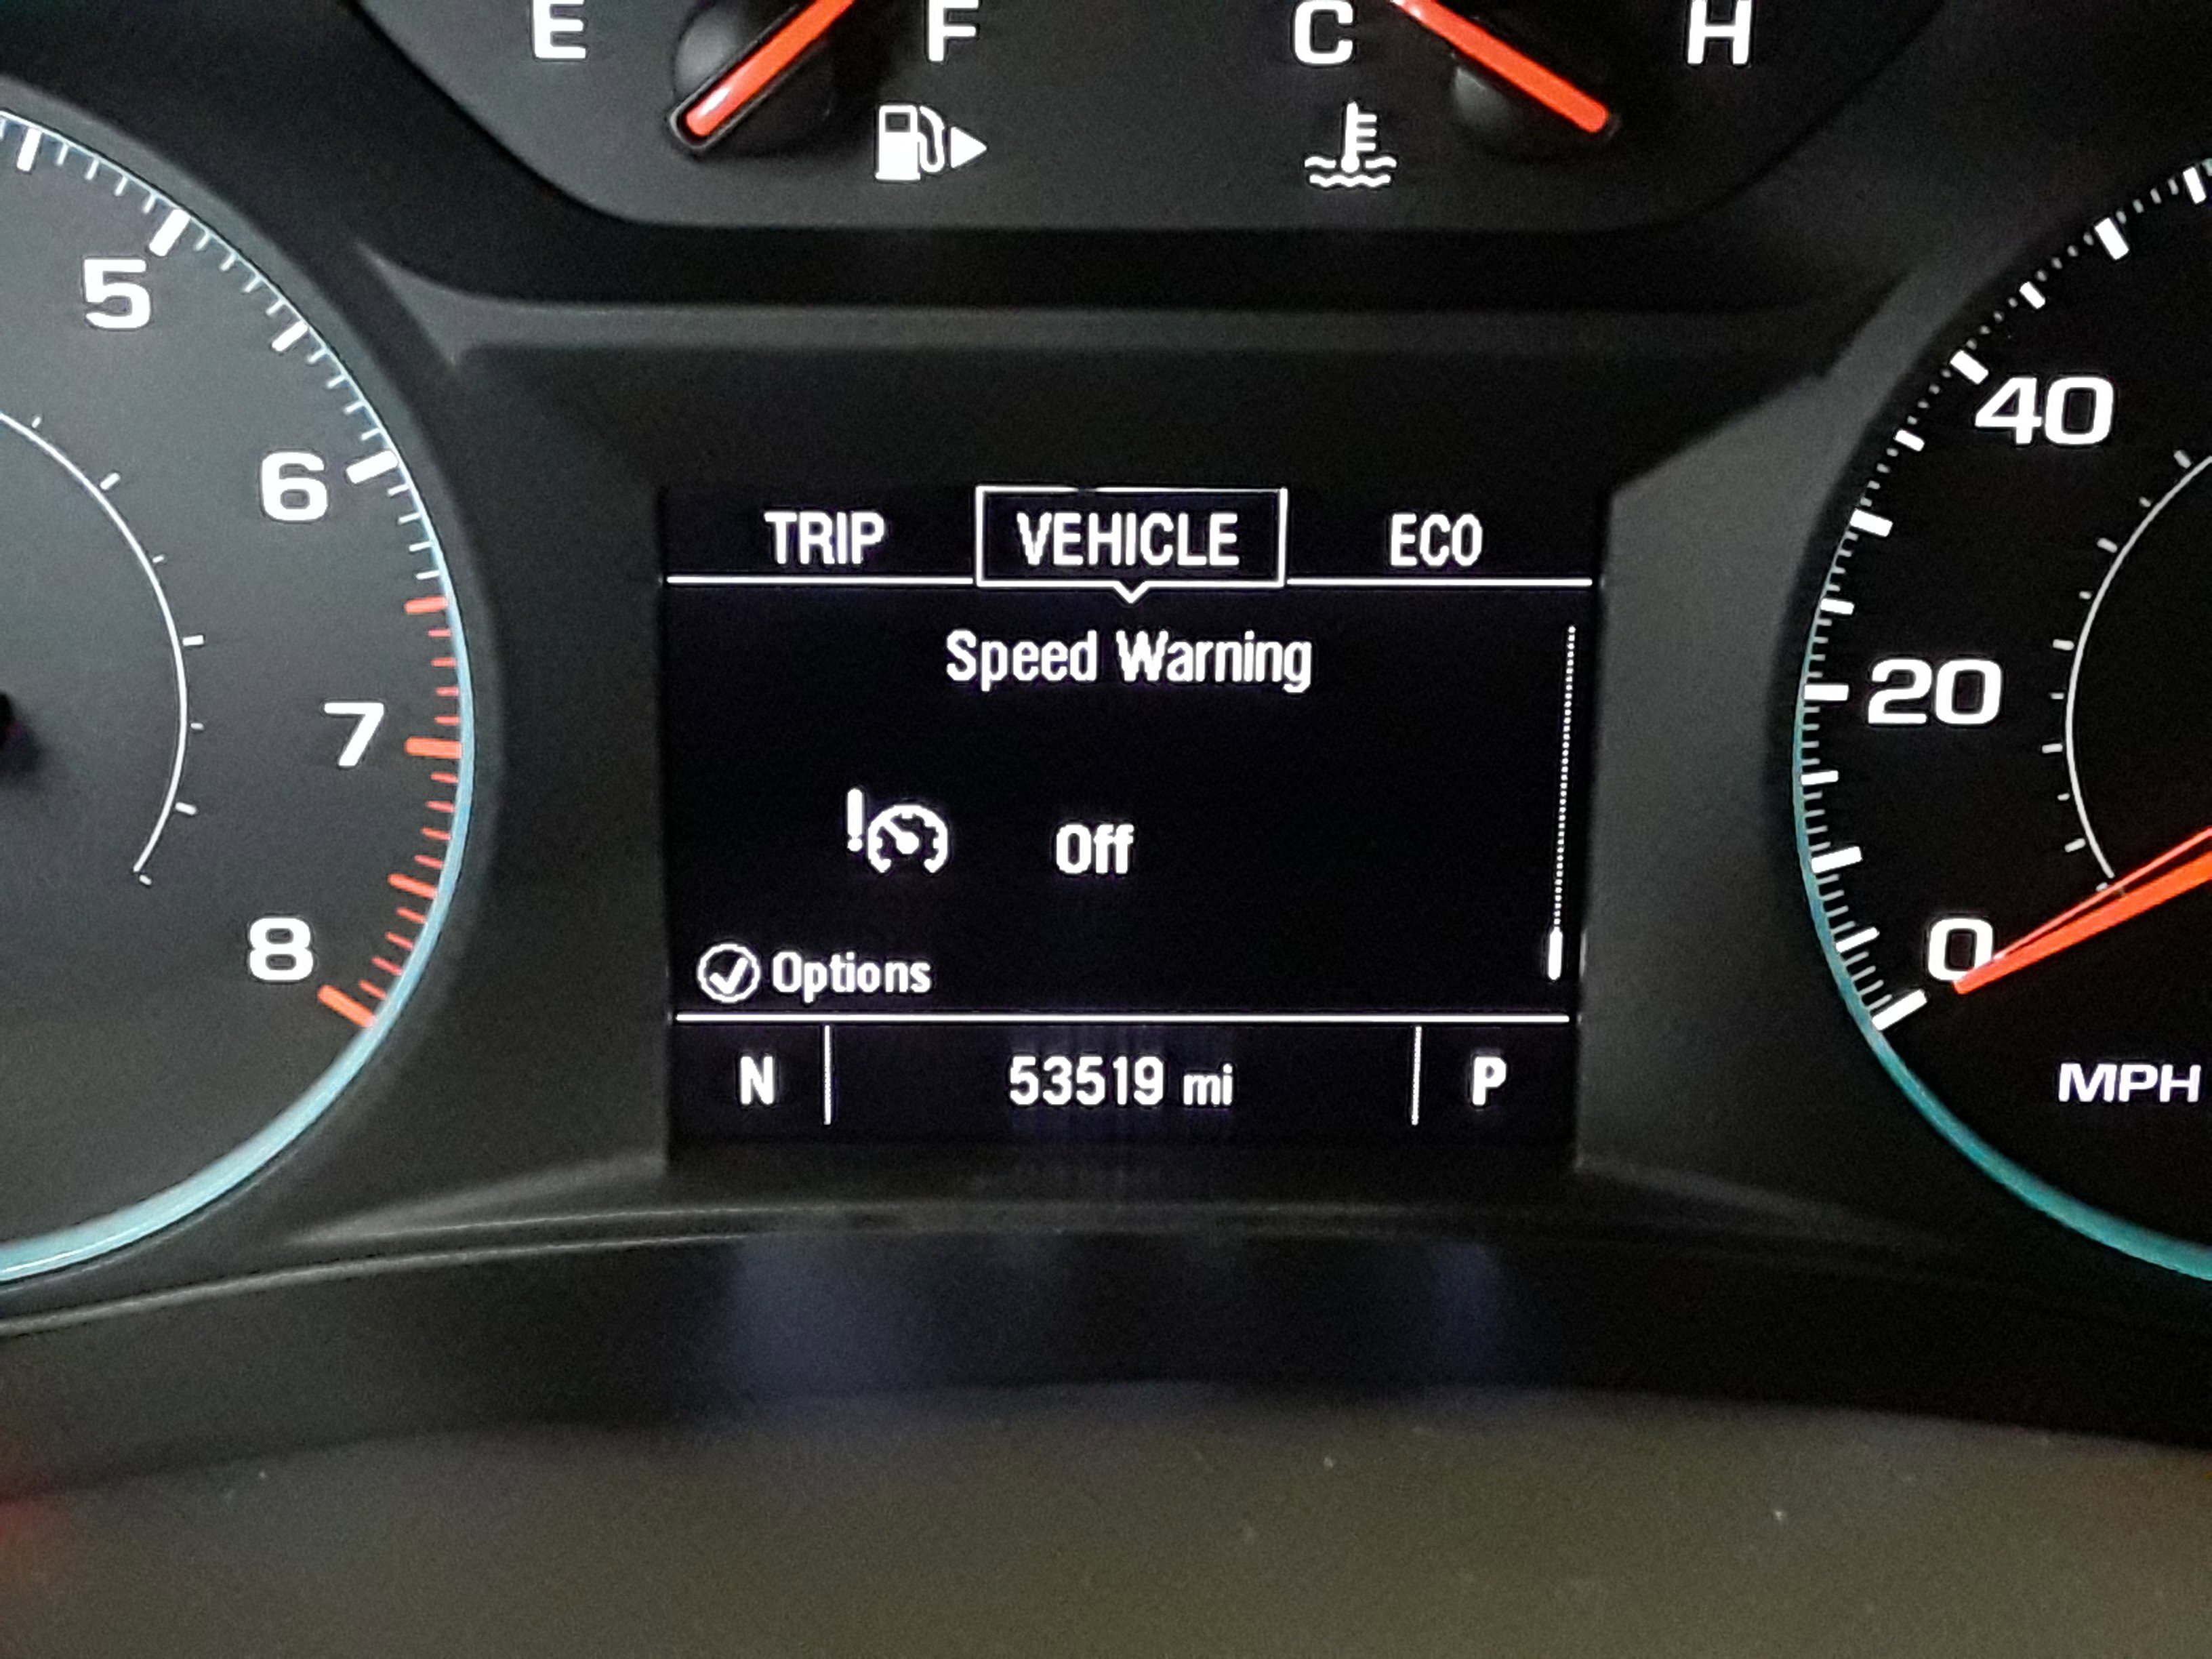 E F C H
5
6
7
8
TRIP VEHICLE ECO
Speed Warning
Off
Options
N 53519 mi P
40
20
0
MPH